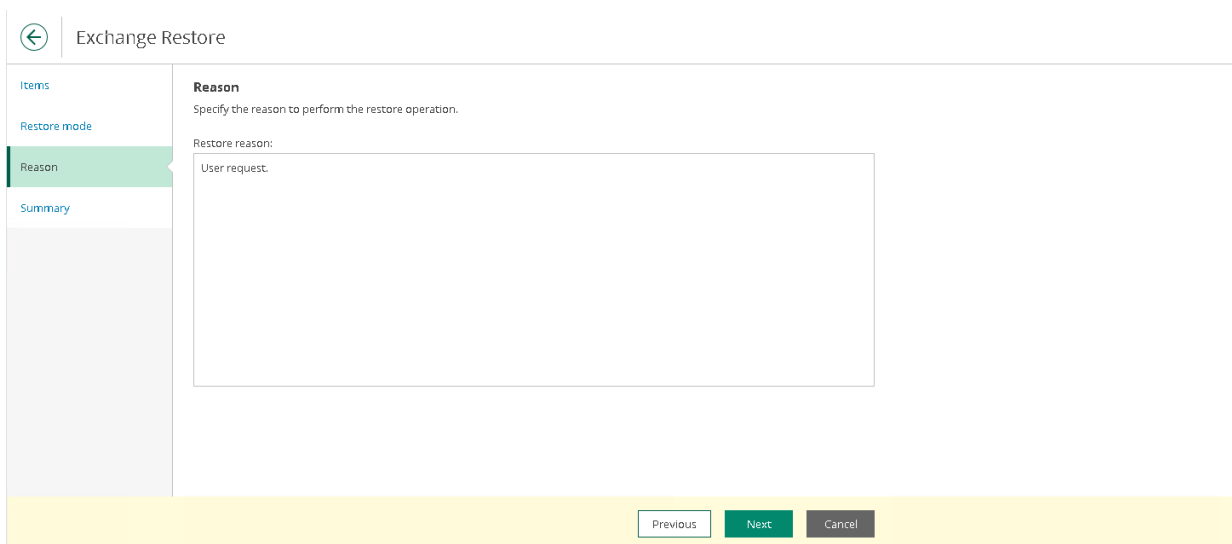 Exchange Restore
Items
Restore mode
Reason
Summary
Reason
Specify the reason to perform the restore operation.
Restore reason:
User request.
Previous Next Cancel